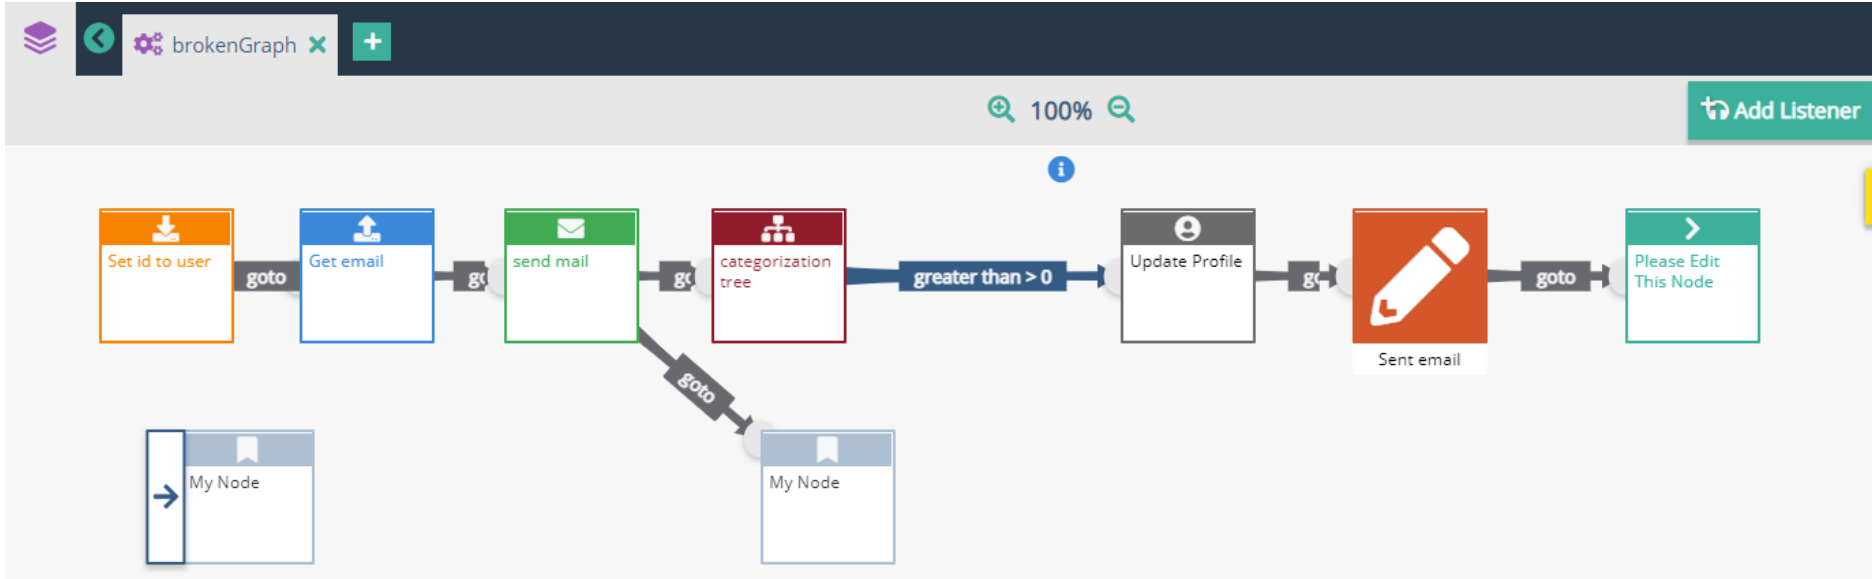 brokenGraph
100%
Add Listener
Set id to user
goto
Get email
send mail
categorization
tree
greater than > 0
Update Profile
Sent email
goto
Please Edit
This Node
goto
My Node
My Node